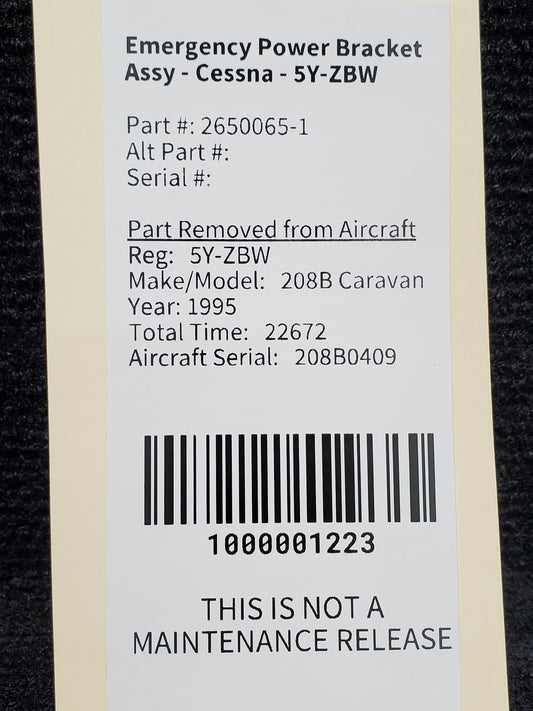 Emergency Power Bracket
Assy - Cessna - 5Y-ZBW
Part #: 2650065-1
Alt Part #:
Serial #:
Part Removed from Aircraft
Reg: 5Y-ZBW
Make/Model: 208B Caravan
Year: 1995
Total Time: 22672
Aircraft Serial: 208B0409
1000001223
THIS IS NOT A
MAINTENANCE RELEASE